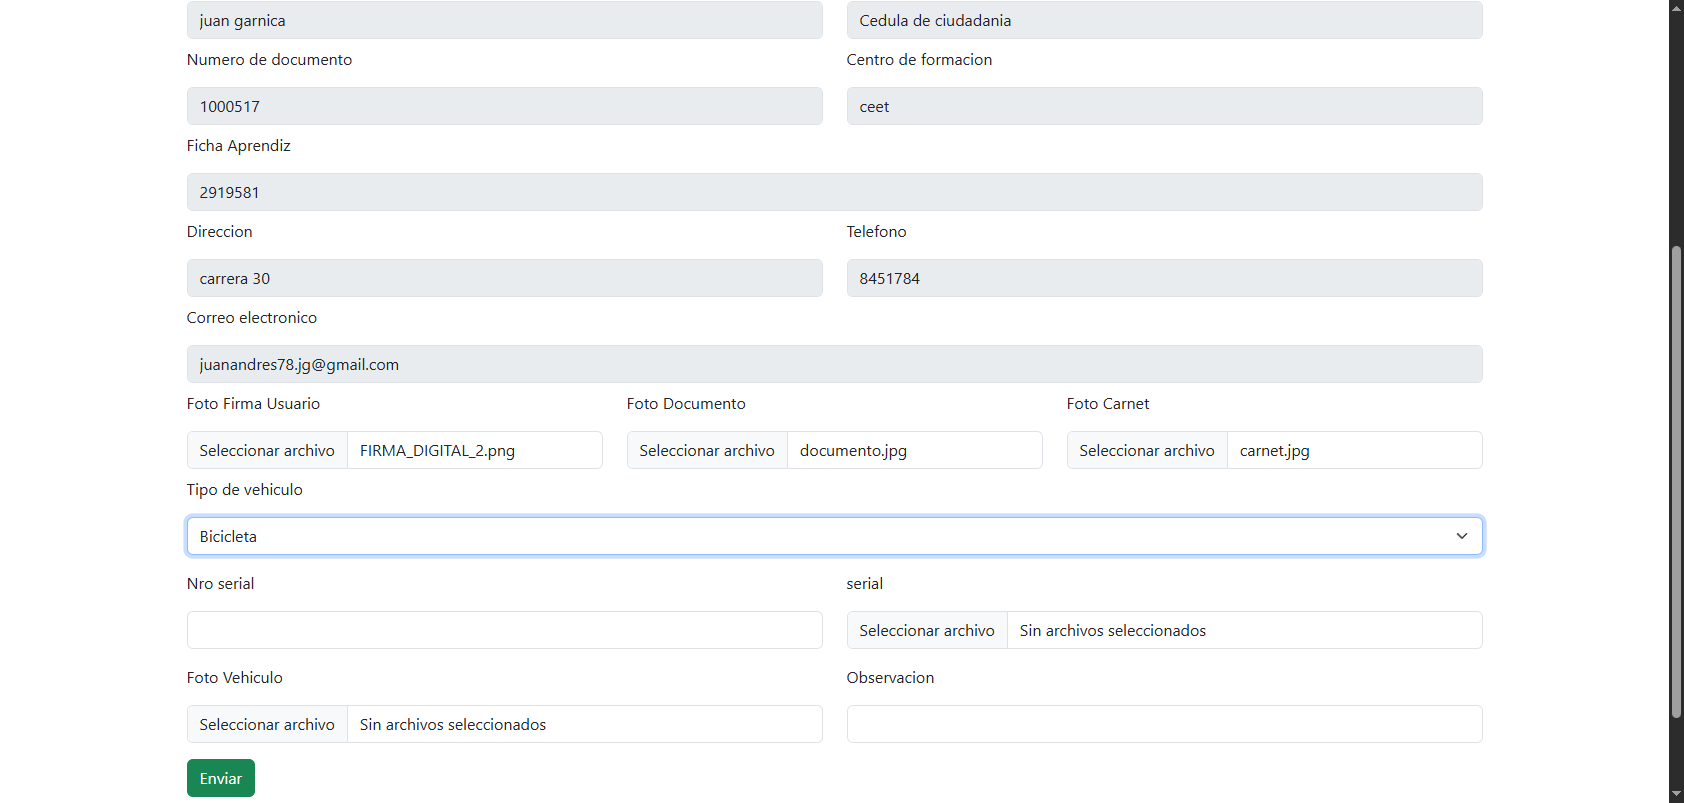 juan garnica Cedula de ciudadania
Numero de documento Centro de formacion
1000517 ceet
Ficha Aprendiz
2919581
Direccion Telefono
carrera 30 8451784
Correo electronico
juanandres78.jg@gmail.com
Foto Firma Usuario Foto Documento Foto Carnet
Seleccionar archivo FIRMA_DIGITAL_2.png Seleccionar archivo documento.jpg Seleccionar archivo carnet.jpg
Tipo de vehiculo
Bicicleta
Nro serial serial
Seleccionar archivo Sin archivos seleccionados
Foto Vehiculo Observacion
Seleccionar archivo Sin archivos seleccionados
Enviar